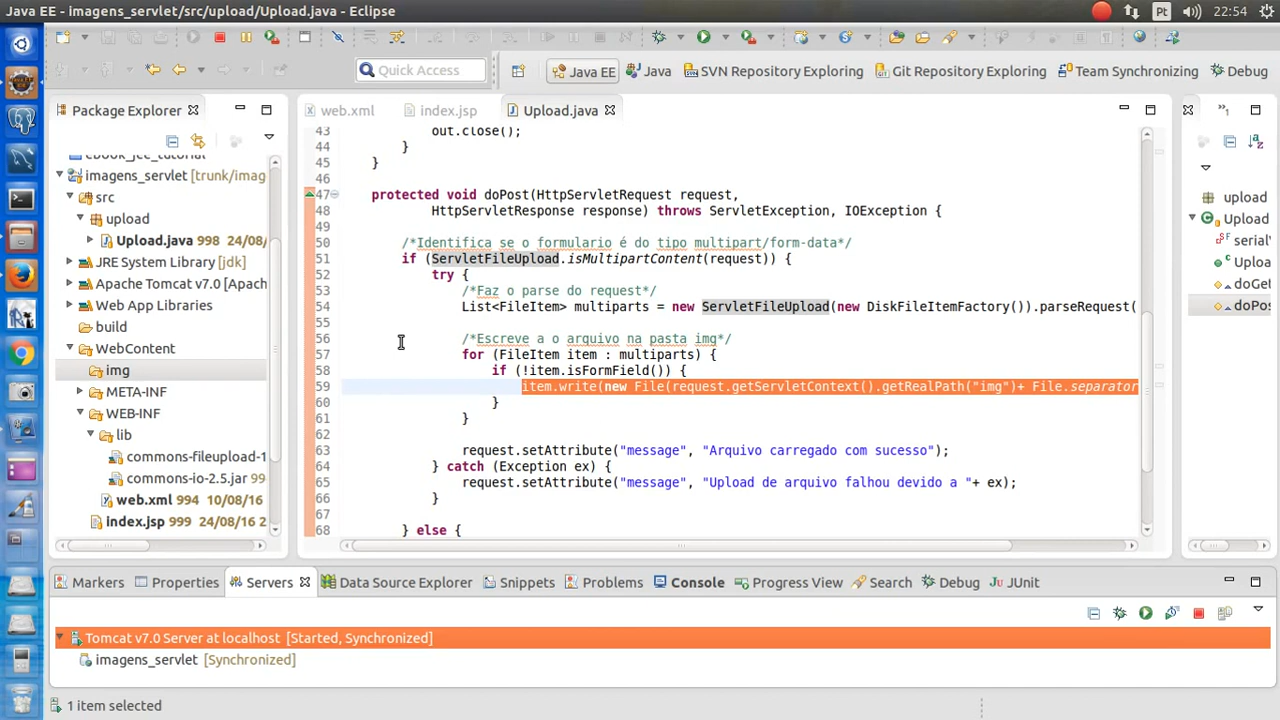 Java EE - imagens_servlet/src/upload/Upload.java - Eclipse
Pt
22:54
Quick Access
Java EE
Java
SVN Repository Exploring
Git Repository Exploring
Team Synchronizing
Debug
Package Explorer
web.xml
index.jsp
Upload.java
imagens_servlet [trunk/imag
src
upload
Upload.java 998 24/08/
JRE System Library [jdk]
Apache Tomcat v7.0 [Apach
Web App Libraries
build
WebContent
img
META-INF
WEB-INF
lib
commons-fileupload-1
commons-io-2.5.jar 994
web.xml 994 10/08/16
index.jsp 999 24/08/16 2
43 out.close();
44 }
45 }
46
47 protected void doPost(HttpServletRequest request,
48 HttpServletResponse response) throws ServletException, IOException {
49
50 /*Identifica se o formulario é do tipo multipart/form-data*/
51 if (ServletFileUpload.isMultipartContent(request)) {
52 try {
53 /*Faz o parse do request*/
54 List<FileItem> multiparts = new ServletFileUpload(new DiskFileItemFactory()).parseRequest(
55
56 /*Escreve a o arquivo na pasta img*/
57 for (FileItem item : multiparts) {
58 if (!item.isFormField()) {
59 item.write(new File(request.getServletContext().getRealPath("img")+ File.separator
60 }
61 }
62
63 request.setAttribute("message", "Arquivo carregado com sucesso");
64 } catch (Exception ex) {
65 request.setAttribute("message", "Upload de arquivo falhou devido a "+ ex);
66 }
67
68 } else {
upload
Upload
serial
Uploa
doGe
doPo
Markers
Properties
Servers
Data Source Explorer
Snippets
Problems
Console
Progress View
Search
Debug
JUnit
Tomcat v7.0 Server at localhost [Started, Synchronized]
imagens_servlet [Synchronized]
1 item selected